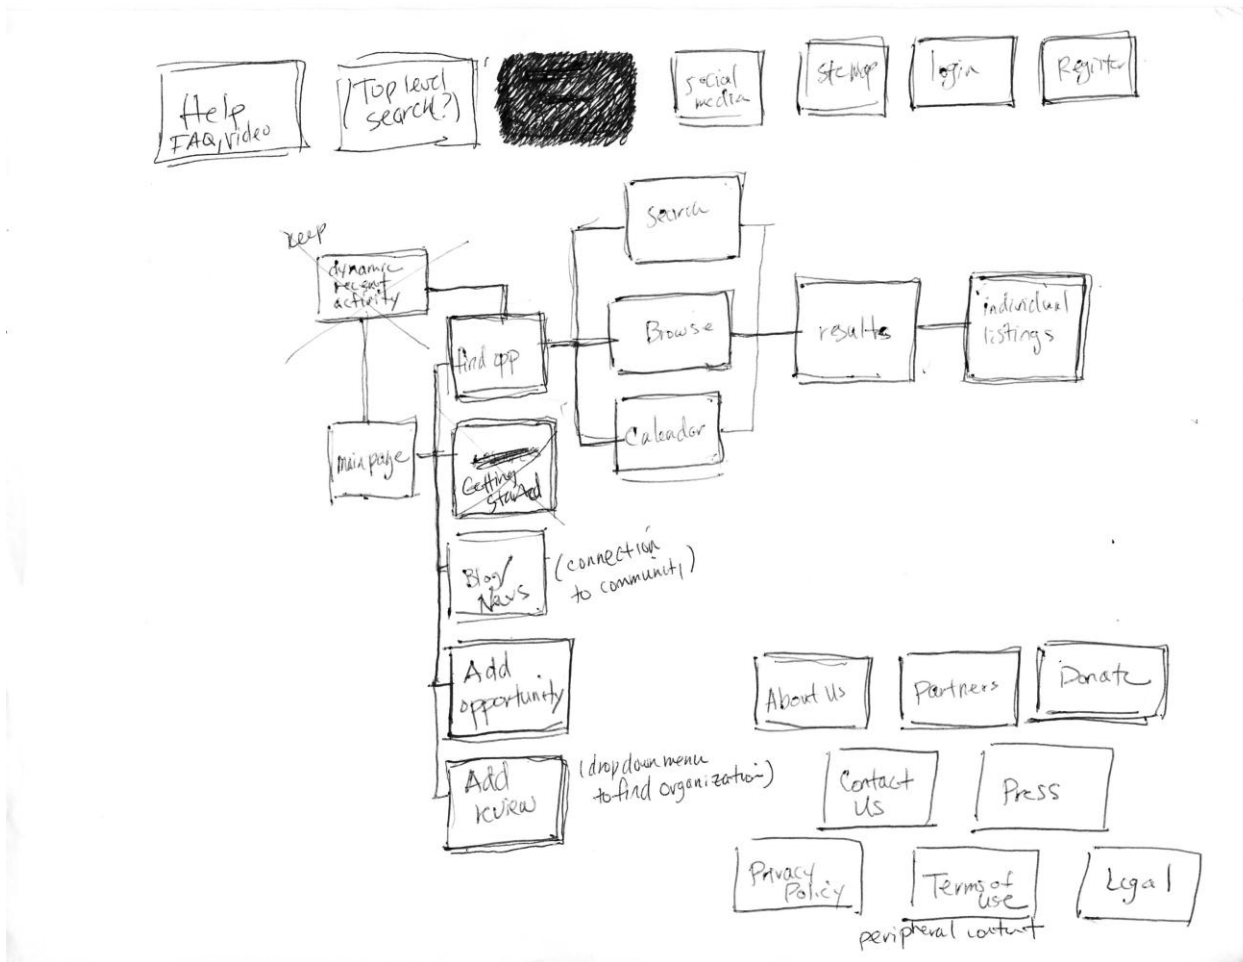 Help
FAQ, Video
(Top level
search?)
social
media
sitemap
login
Register
keep
dynamic
recent
activity
Search
find opp
Browse
results
individual
listings
main page
Calendar
Getting
Started
Blog/
News
(connection
to community)
Add
opportunity
Add
review
(dropdown menu
to find organization)
About Us
Partners
Donate
Contact
Us
Press
Privacy
Policy
Terms of
use
Legal
peripheral content